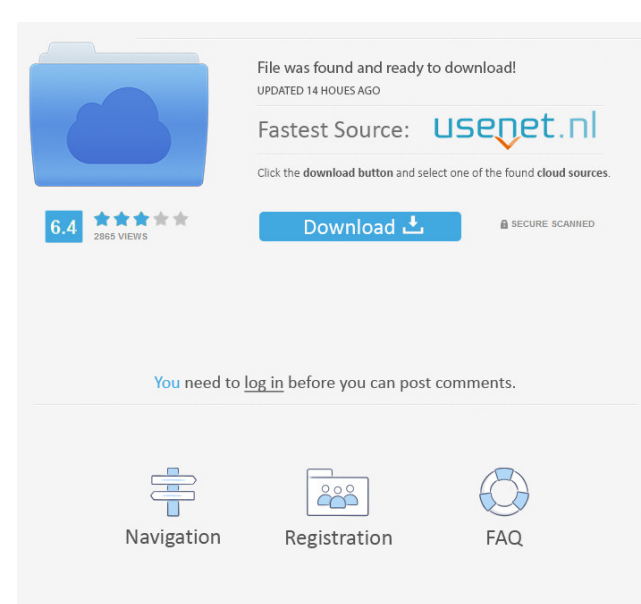 File was found and ready to download!
UPDATED 14 HOUES AGO
Fastest Source: usenet.nl
Click the download button and select one of the found cloud sources.
6.4
2865 VIEWS
Download
SECURE SCANNED
You need to log in before you can post comments.
Navigation
Registration
FAQ